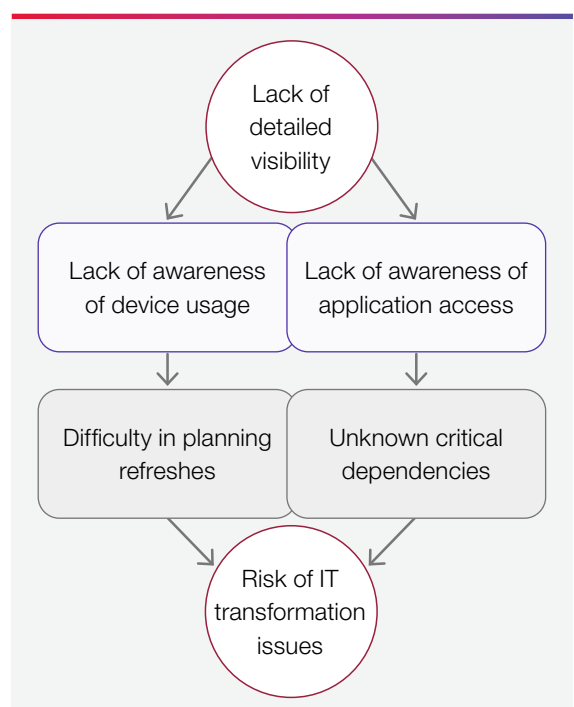 Lack of
detailed
visibility
Lack of awareness
of device usage
Lack of awareness of
application access
Difficulty in planning
refreshes
Unknown critical
dependencies
Risk of IT
transformation
issues